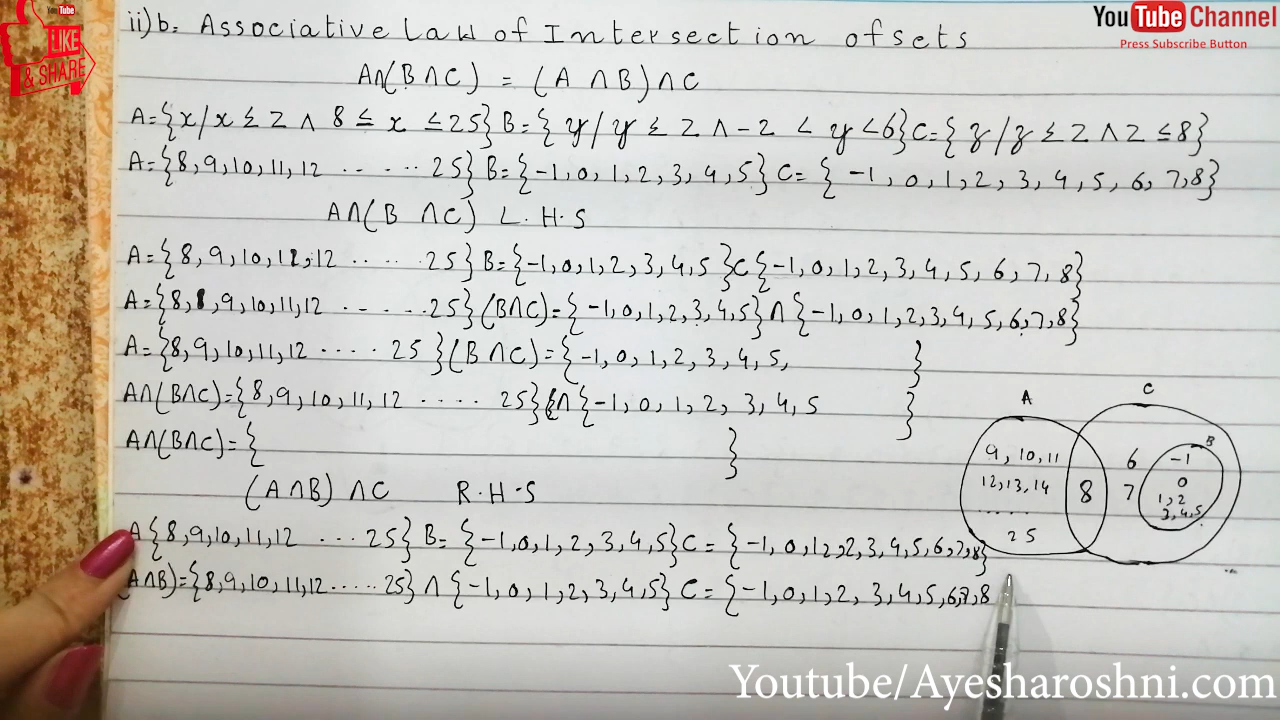 YouTube
LIKE
& SHARE
You Tube Channel
Press Subscribe Button
ii)b: Associative Law of Intersection of sets
A∩(B∩C) = (A ∩B)∩C
A={x/x ≤ Z ∧ 8 ≤ x ≤25} B={ y/y ≤ Z ∧ -2 < y <6} C={ z/z ≤ Z ∧ Z ≤8}
A={8,9,10,11,12 ...... 25} B={-1,0,1,2,3,4,5} C= { -1,0,1,2,3,4,5,6,7,8}
A∩(B ∩C) L.H.S
A={8,9,10,12,12 ..... 25} B={-1,0,1,2,3,4,5 }C{-1,0,1,2,3,4,5,6,7,8}
A={8,8,9,10,11,12 ...... 25} (B∩C)={-1,0,1,2,3,4,5} ∩ {-1,0,1,2,3,4,5,6,7,8}
A={8,9,10,11,12 .... 25 }(B∩C)={-1,0,1,2,3,4,5, }
A∩(B∩C)={8,9,10,11,12 .... 25} ∩ {-1,0,1,2,3,4,5 }
A∩(B∩C)={ }
(A∩B) ∩C R.H.S
A{8,9,10,11,12 ... 25} B= {-1,0,1,2,3,4,5} C = {-1,0,12,2,3,4,5,6,7,8}
(A∩B)={8,9,10,11,12..... 25} ∩ {-1,0,1,2,3,4,5} C= {-1,0,1,2,3,4,5,6,7,8
A C
B
9,10,11 6 -1
12,13,14 8 7 0
...... 1,2
25 3,4,5
Youtube/Ayesharoshni.com